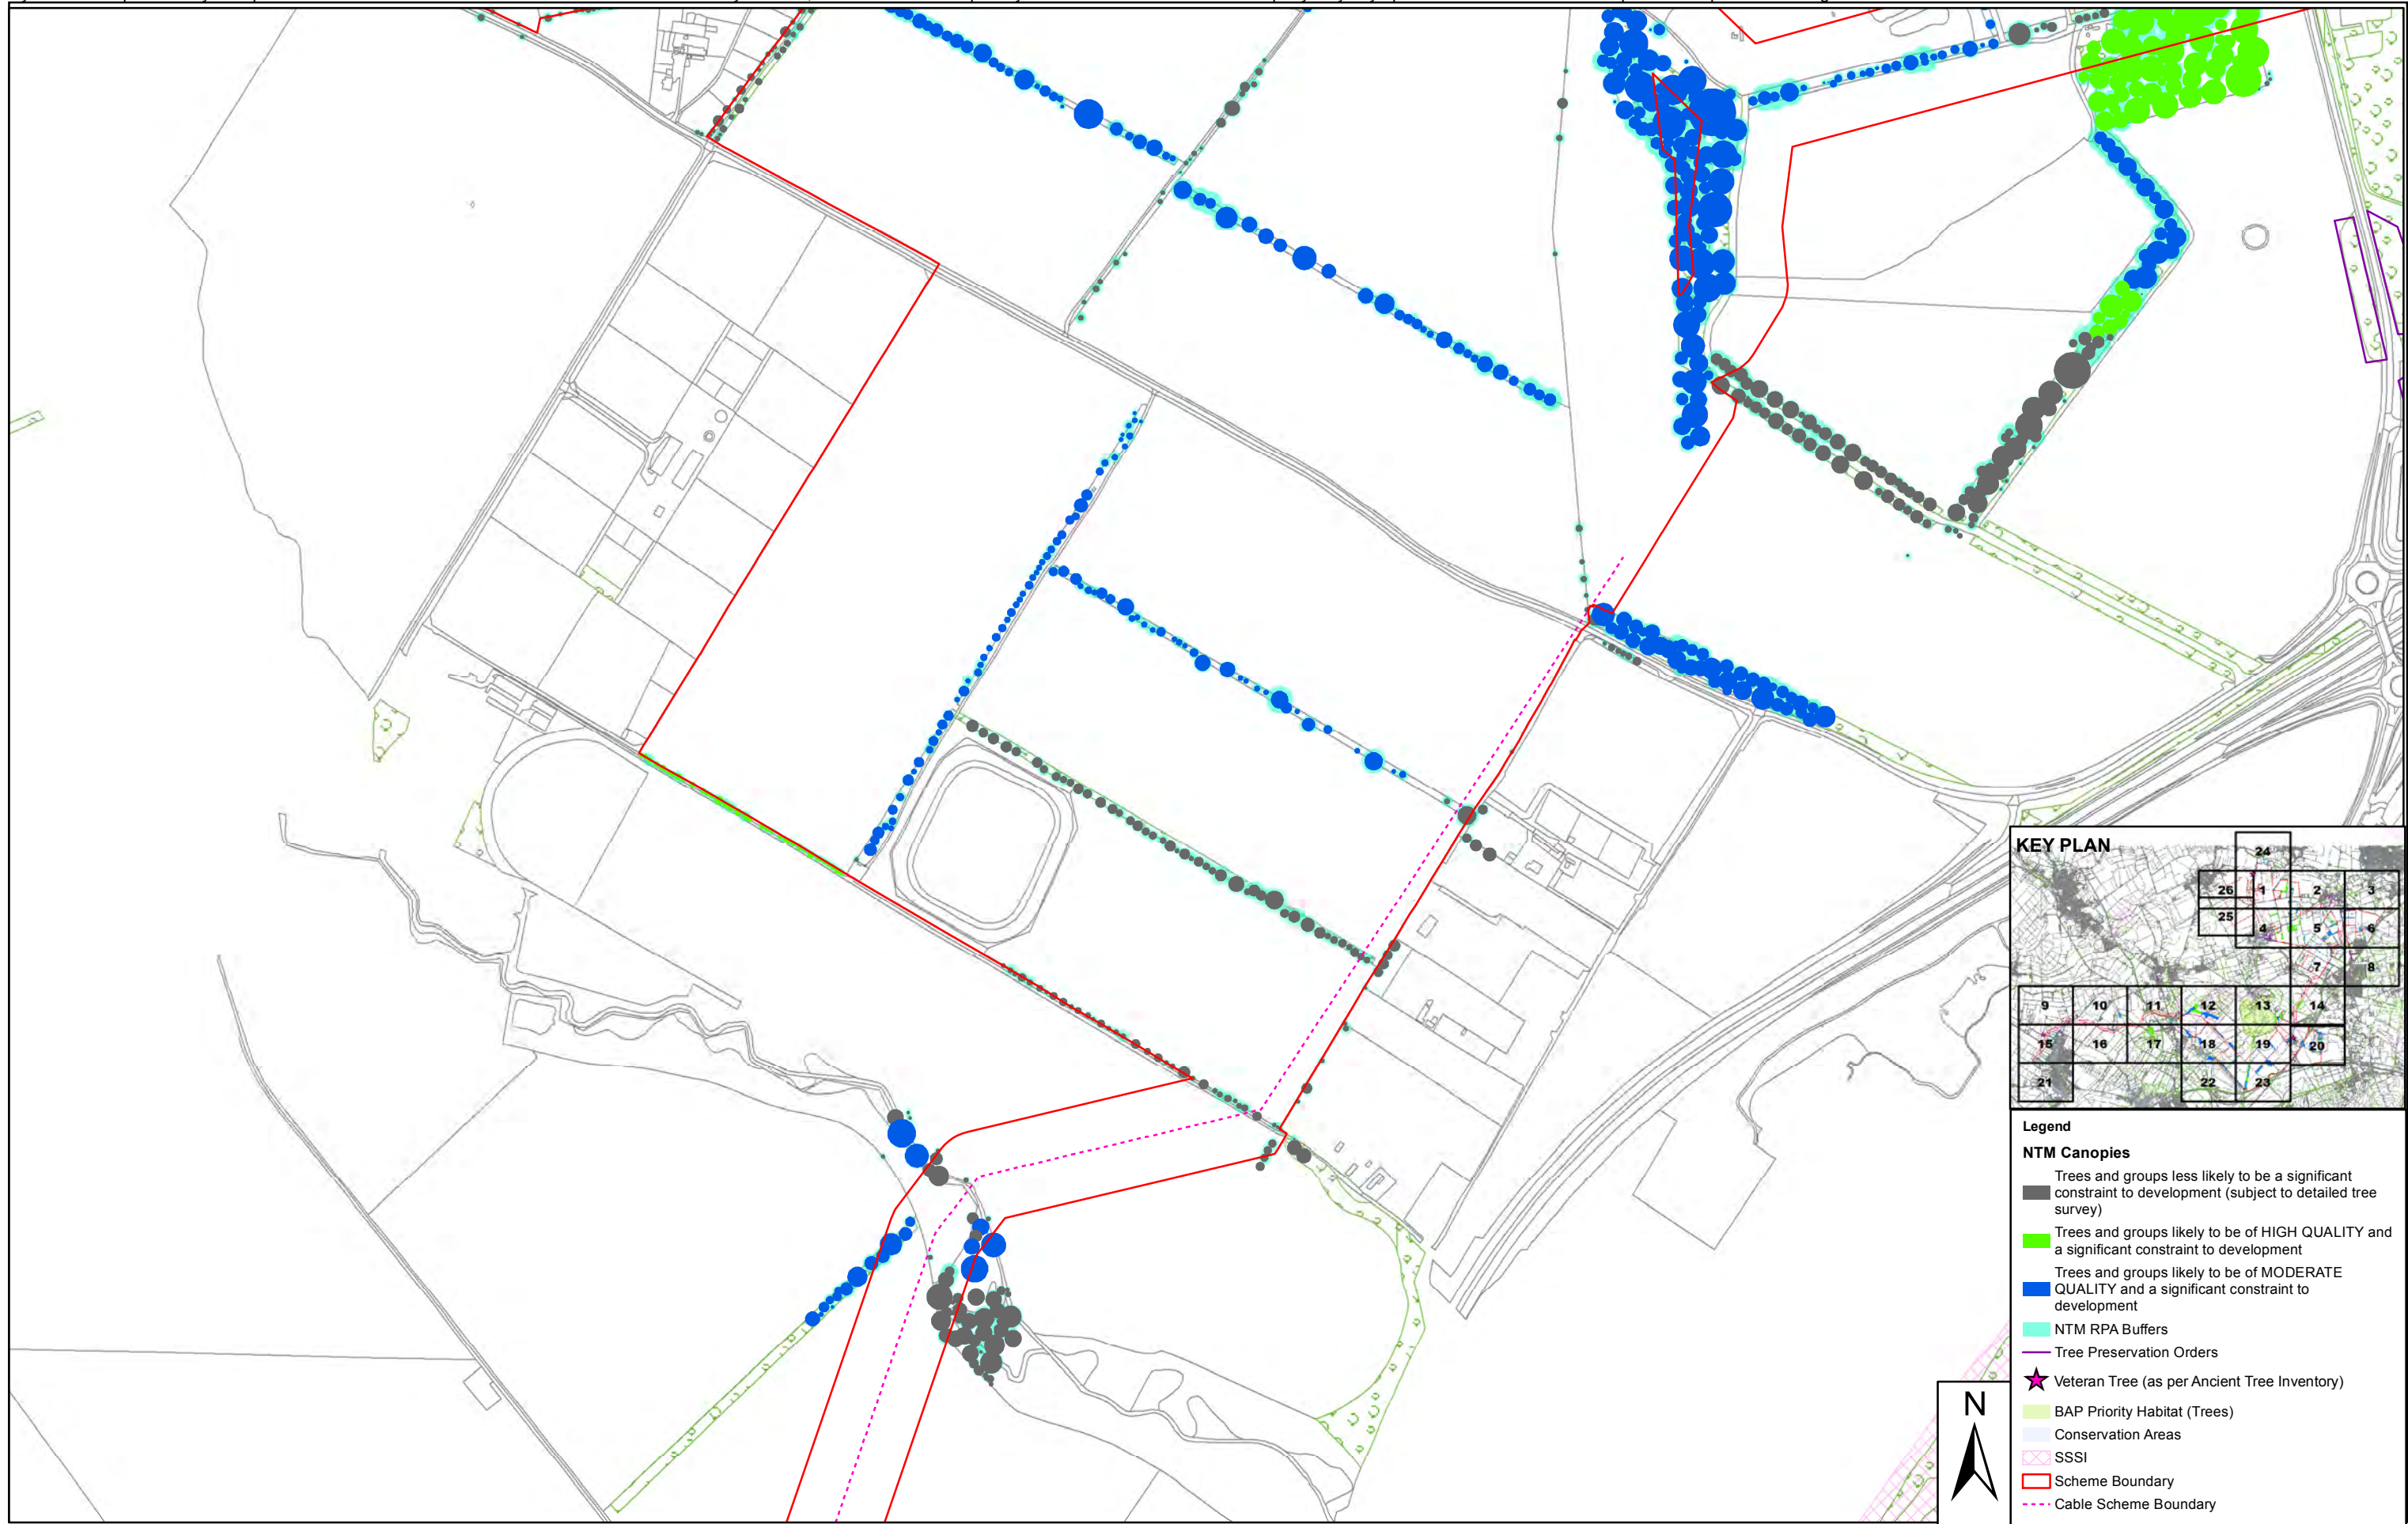 KEY PLAN
24
26 1 2 3
25 4 5 6
7 8
9 10 11 12 13 14
15 16 17 18 19 20
21 22 23
Legend
NTM Canopies
Trees and groups less likely to be a significant
constraint to development (subject to detailed tree
survey)
Trees and groups likely to be of HIGH QUALITY and
a significant constraint to development
Trees and groups likely to be of MODERATE
QUALITY and a significant constraint to
development
NTM RPA Buffers
Tree Preservation Orders
Veteran Tree (as per Ancient Tree Inventory)
BAP Priority Habitat (Trees)
Conservation Areas
SSSI
Scheme Boundary
Cable Scheme Boundary
N